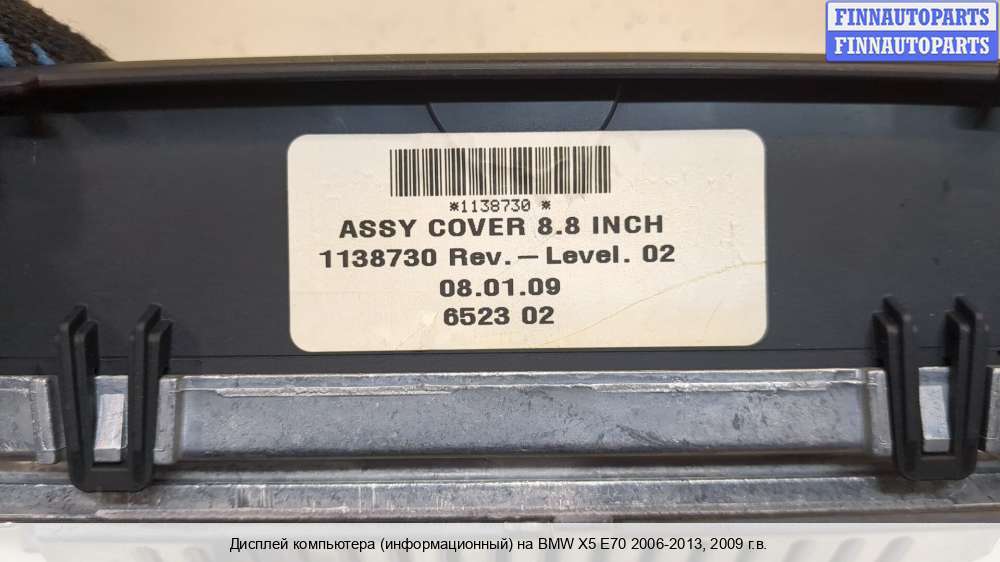 FINNAUTOPARTS
FINNAUTOPARTS
*1138730 *
ASSY COVER 8.8 INCH
1138730 Rev.–Level. 02
08.01.09
6523 02
Дисплей компьютера (информационный) на BMW X5 E70 2006-2013, 2009 г.в.